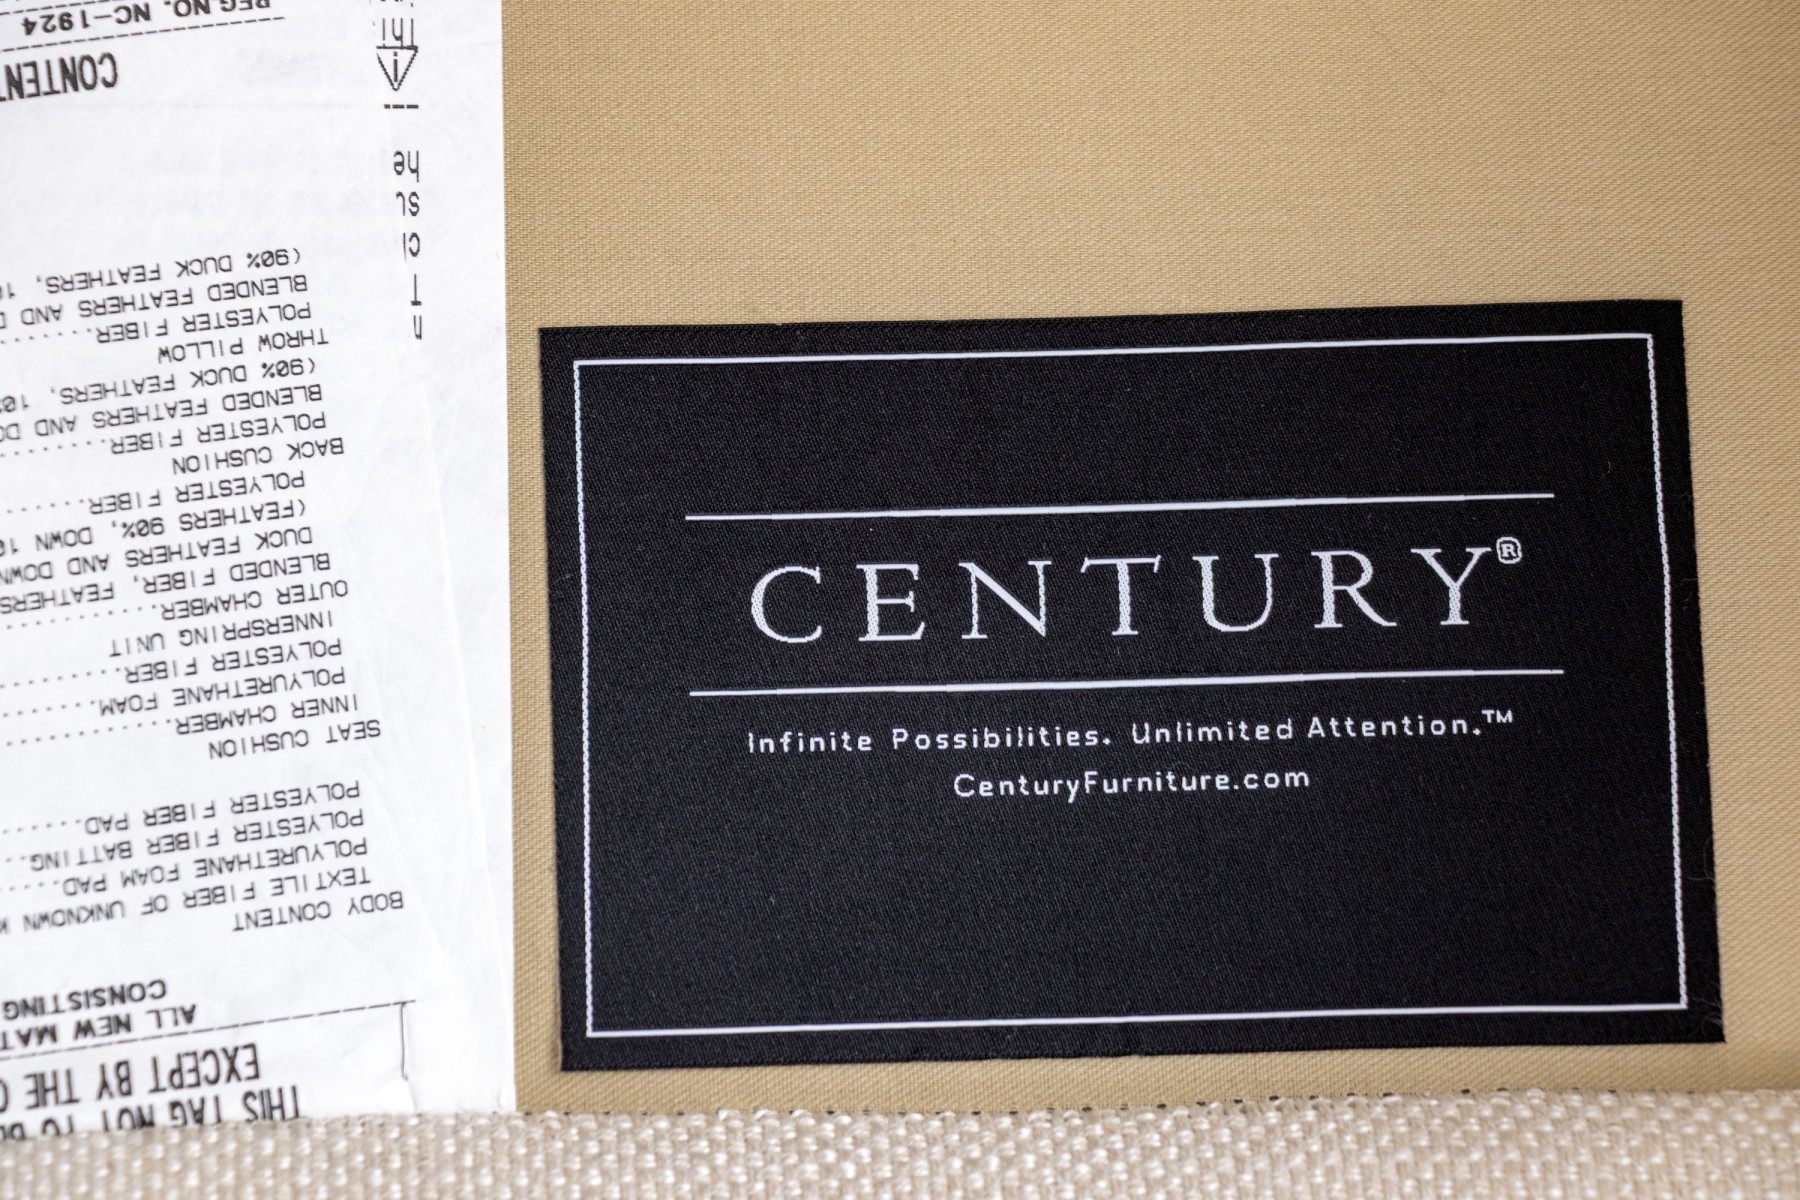 CENTURY®
Infinite Possibilities. Unlimited Attention.™
CenturyFurniture.com
THIS TAG NOT TO
EXCEPT BY THE
ALL NEW
CONSISTING
BODY CONTENT
TEXTILE FIBER OF UNKNOWN
POLYURETHANE FOAM PAD.....
POLYESTER FIBER BATTING...
POLYESTER FIBER PAD.......
SEAT CUSHION
INNER CHAMBER............
POLYURETHANE FOAM.......
POLYESTER FIBER.........
INNERSPRING UNIT
OUTER CHAMBER...........
BLENDED FIBER, FEATHERS
DUCK FEATHERS AND DOWN
(FEATHERS 90%, DOWN
POLYESTER FIBER......
BACK CUSHION
POLYESTER FIBER.......
BLENDED FEATHERS AND
(90% DUCK FEATHERS,
THROW PILLOW
POLYESTER FIBER.......
BLENDED FEATHERS AND
(90% DUCK FEATHERS,
REG.NO. NC-1924